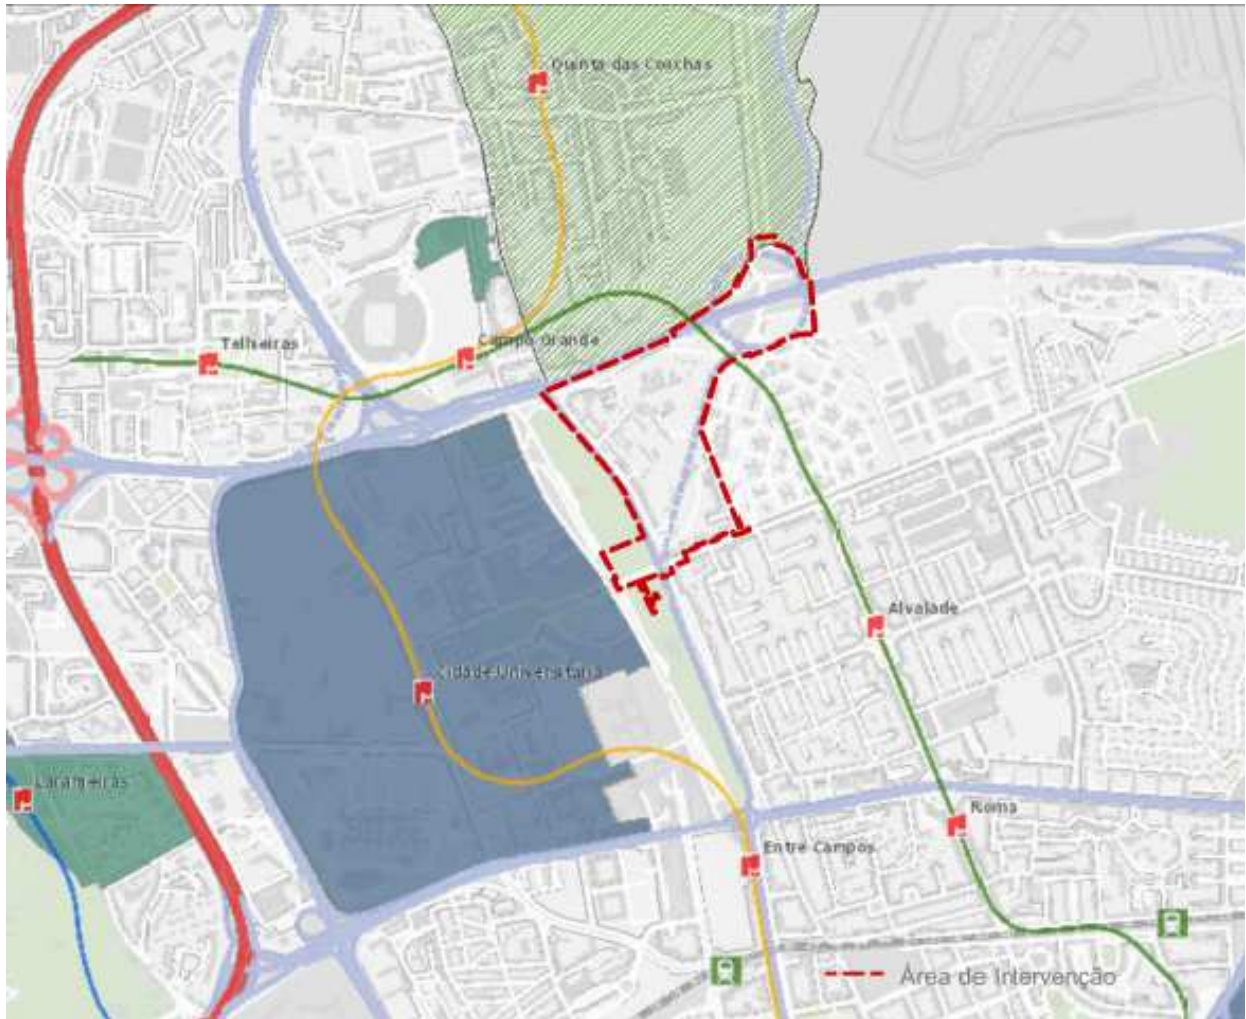 Quinta das Conchas
Telheiras
Campo Grande
Alvalade
Cidade Universitária
Laranjeiras
Roma
Entre Campos
Área de Intervenção